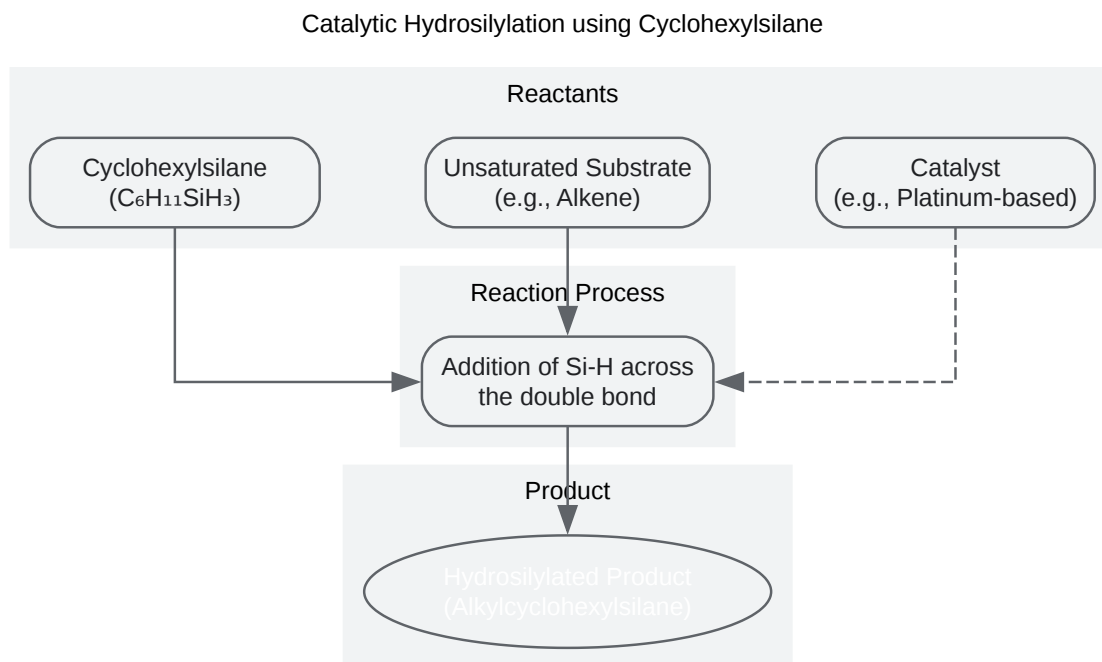 Catalytic Hydrosilylation using Cyclohexylsilane
Reactants
Cyclohexylsilane
(C₆H₁₁SiH₃)
Unsaturated Substrate
(e.g., Alkene)
Catalyst
(e.g., Platinum-based)
Reaction Process
Addition of Si-H across
the double bond
Product
Hydrosilylated Product
(Alkylcyclohexylsilane)